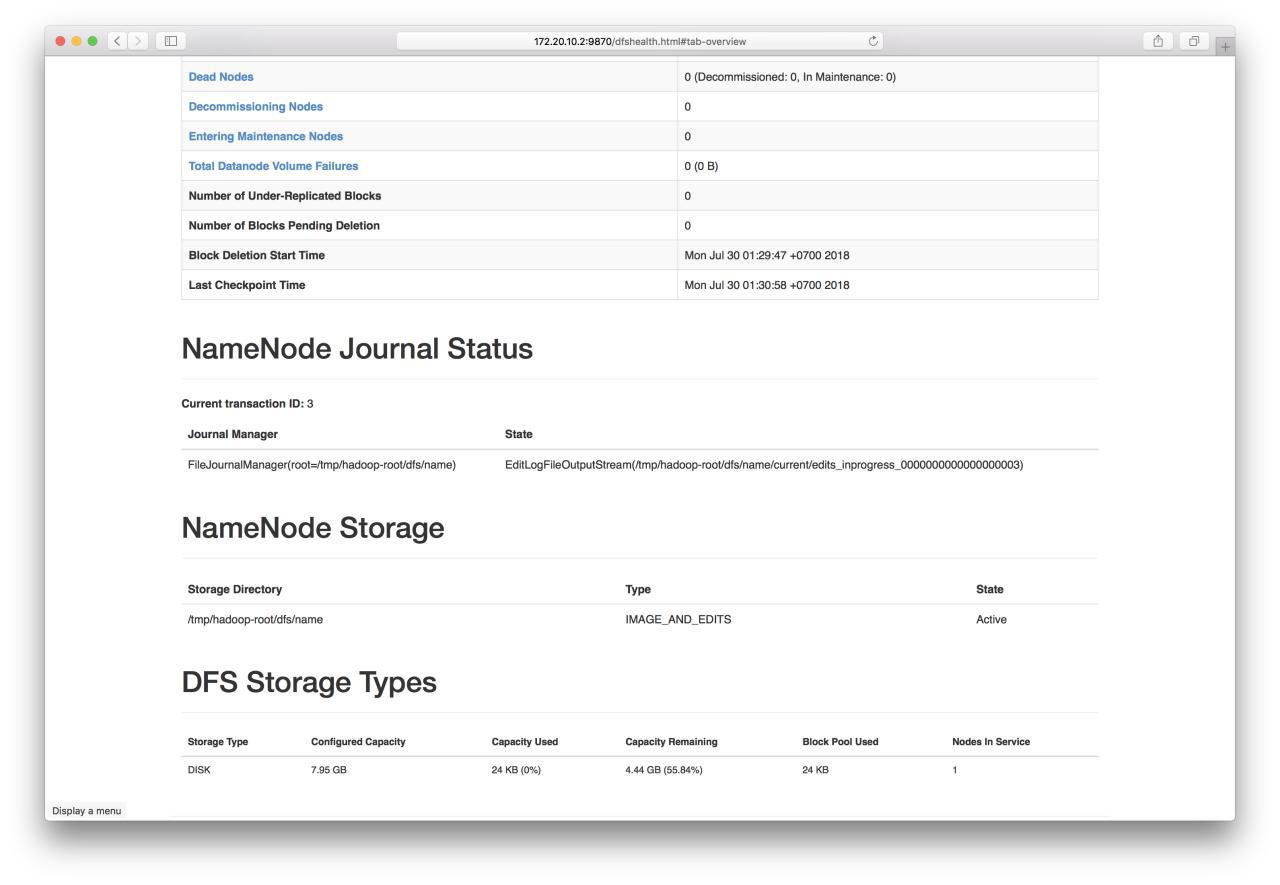 172.20.10.2:9870/dfshealth.html#tab-overview
Dead Nodes 0 (Decommissioned: 0, In Maintenance: 0)
Decommissioning Nodes 0
Entering Maintenance Nodes 0
Total Datanode Volume Failures 0 (0 B)
Number of Under-Replicated Blocks 0
Number of Blocks Pending Deletion 0
Block Deletion Start Time Mon Jul 30 01:29:47 +0700 2018
Last Checkpoint Time Mon Jul 30 01:30:58 +0700 2018
NameNode Journal Status
Current transaction ID: 3
Journal Manager State
FileJournalManager(root=/tmp/hadoop-root/dfs/name) EditLogFileOutputStream(/tmp/hadoop-root/dfs/name/current/edits_inprogress_0000000000000000003)
NameNode Storage
Storage Directory Type State
/tmp/hadoop-root/dfs/name IMAGE_AND_EDITS Active
DFS Storage Types
Storage Type Configured Capacity Capacity Used Capacity Remaining Block Pool Used Nodes In Service
DISK 7.95 GB 24 KB (0%) 4.44 GB (55.84%) 24 KB 1
Display a menu